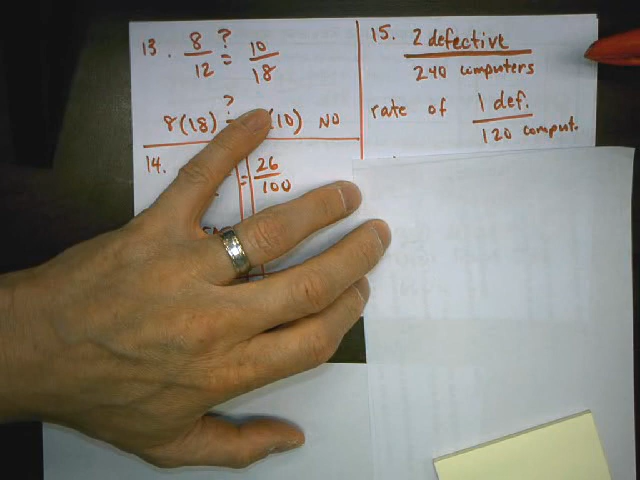 13. 8/12 ?= 10/18
8(18) ?= (10) NO
14. = 26/100
15. 2 defective
240 computers
rate of 1 def.
120 comput.